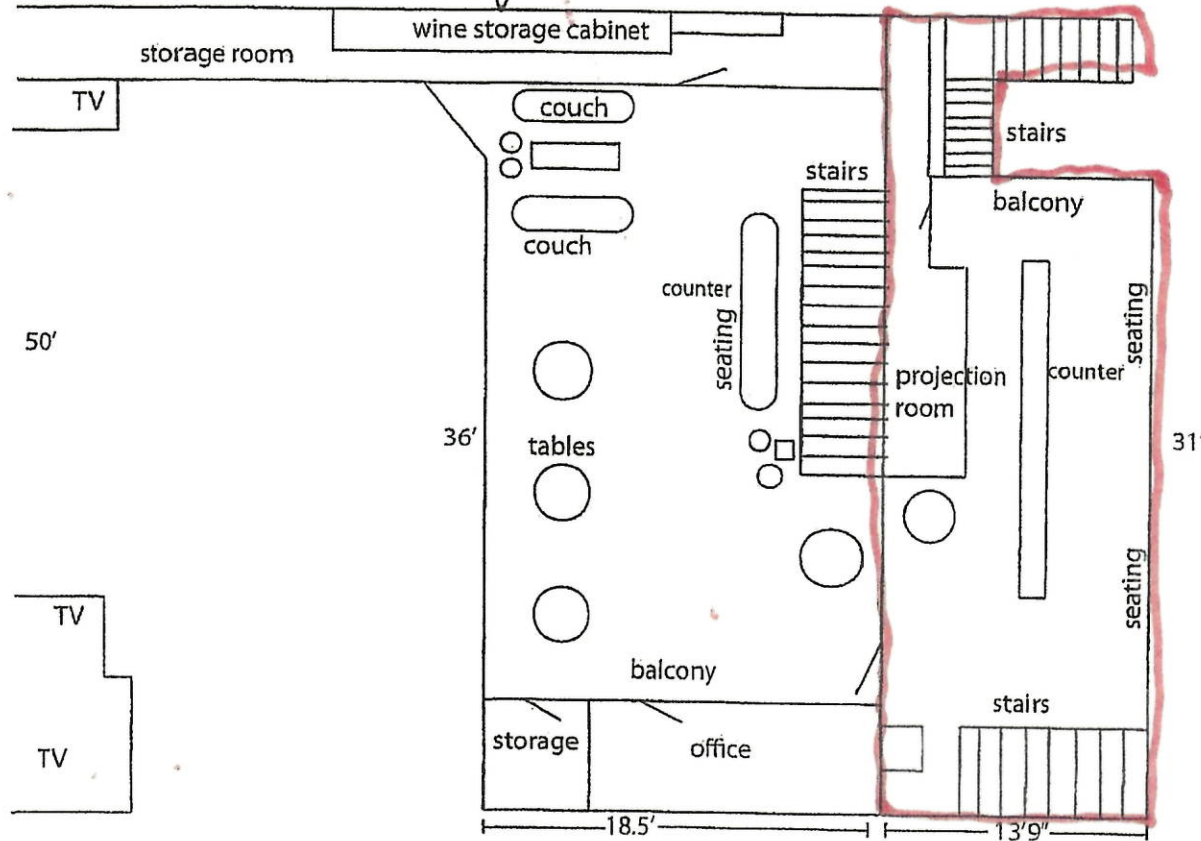 wine storage cabinet
storage room
TV
couch
stairs
stairs
balcony
couch
counter
seating
seating
50'
projection
room
counter
36'
tables
31'
seating
TV
balcony
stairs
storage
office
TV
18.5'
13'9"